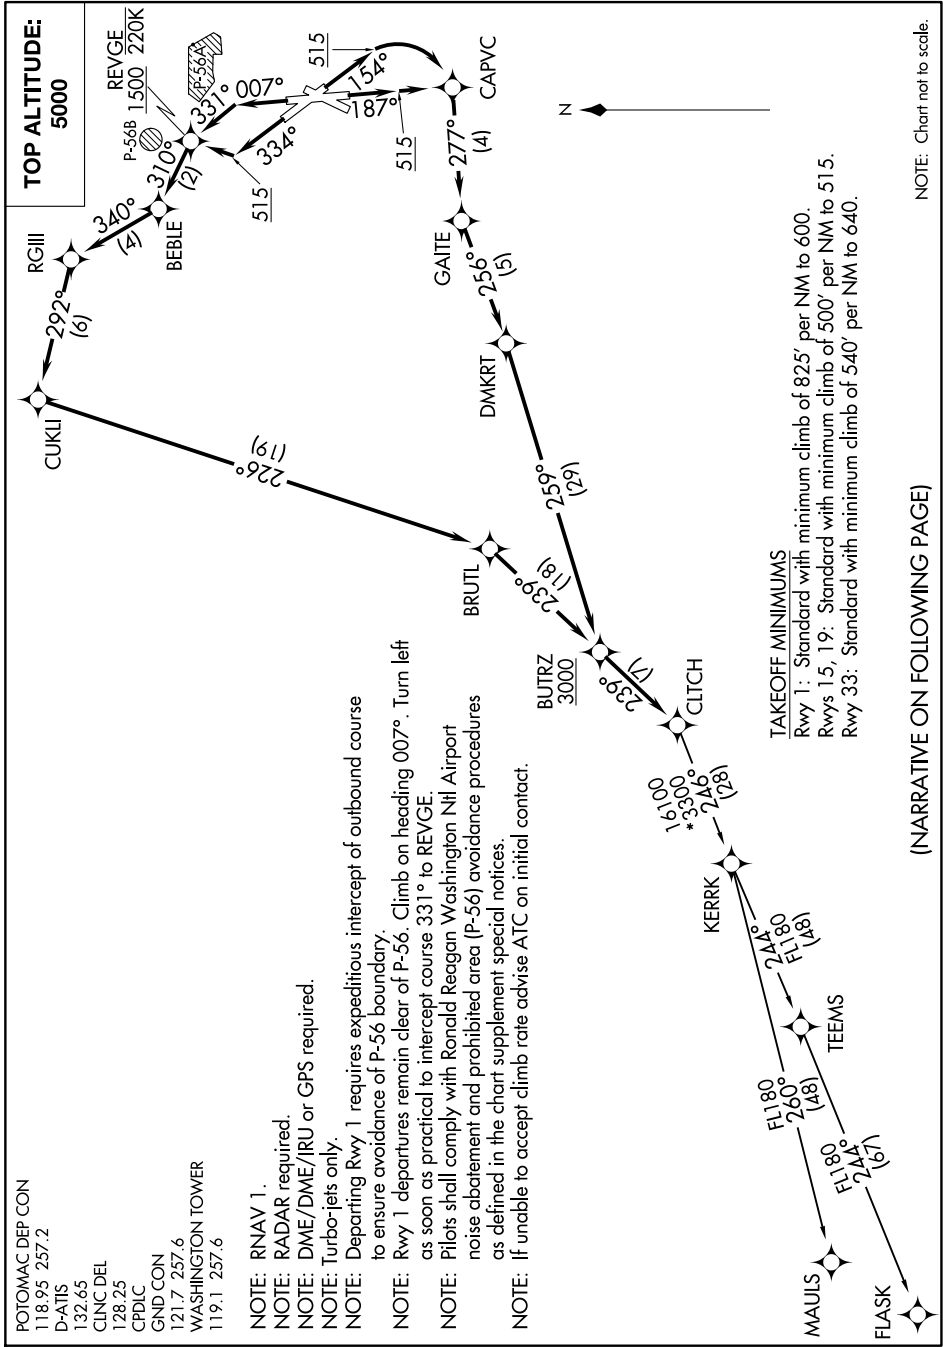 POTOMAC DEP CON
118.95 257.2
D-ATIS
132.65
CLNC DEL
128.25
CPDLC
GND CON
121.7 257.6
WASHINGTON TOWER
119.1 257.6
TOP ALTITUDE:
5000
NOTE: RNAV 1.
NOTE: RADAR required.
NOTE: DME/DME/IRU or GPS required.
NOTE: Turbo-jets only.
NOTE: Departing Rwy 1 requires expeditious intercept of outbound course
to ensure avoidance of P-56 boundary.
NOTE: Rwy 1 departures remain clear of P-56. Climb on heading 007°. Turn left
as soon as practical to intercept course 331° to REVGE.
NOTE: Pilots shall comply with Ronald Reagan Washington Ntl Airport
noise abatement and prohibited area (P-56) avoidance procedures
as defined in the chart supplement special notices.
NOTE: If unable to accept climb rate advise ATC on initial contact.
CUKLI
292°
(6)
RGIII
340°
(4)
BEBLE
310°
(2)
P-56B
REVGE
1500 220K
P-56A
331°
007°
334°
515
515
154°
187°
515
CAPVC
277°
(4)
GAITE
256°
(5)
DMKRT
259°
(29)
226°
(19)
BRUTL
239°
(18)
BUTRZ
3000
239°
(7)
CLTCH
16100
*3300
246°
(28)
KERRK
244°
FL180
(48)
TEEMS
FL180
260°
(48)
FL180
244°
(67)
MAULS
FLASK
N
TAKEOFF MINIMUMS
Rwy 1: Standard with minimum climb of 825' per NM to 600.
Rwys 15, 19: Standard with minimum climb of 500' per NM to 515.
Rwy 33: Standard with minimum climb of 540' per NM to 640.
NOTE: Chart not to scale.
(NARRATIVE ON FOLLOWING PAGE)